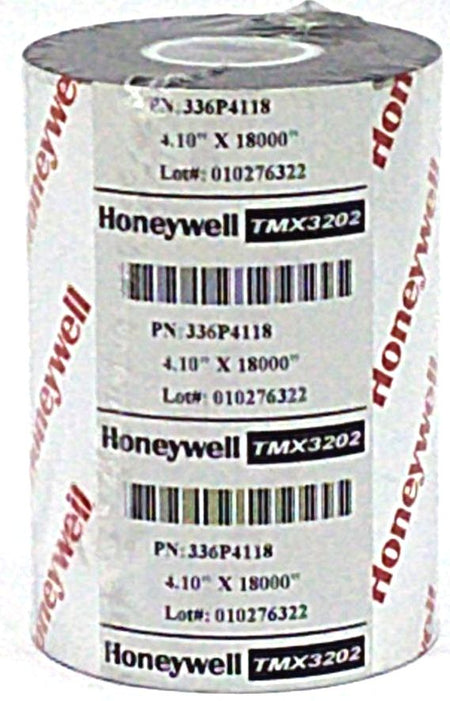 PN: 336P4118
4.10" X 18000"
Lot#: 010276322
Honeywell TMX3202
PN: 336P4118
4.10" X 18000"
Lot#: 010276322
Honeywell TMX3202
PN: 336P4118
4.10" X 18000"
Lot#: 010276322
Honeywell TMX3202
Honeywell
Honeywell
Honeywell
Hon
Honeywell
Honeywell